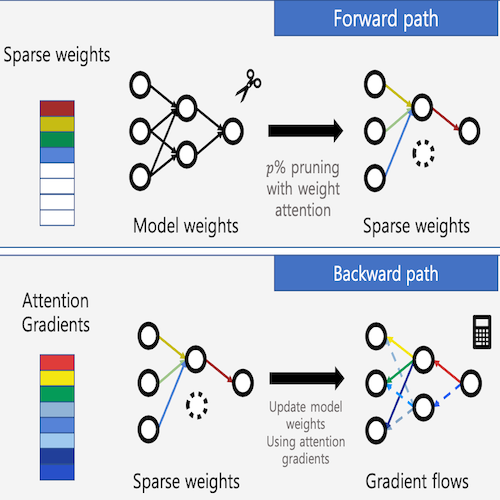 Forward path
Sparse weights
Model weights
p% pruning
with weight
attention
Sparse weights
Backward path
Attention
Gradients
Sparse weights
Update model
weights
Using attention
gradients
Gradient flows